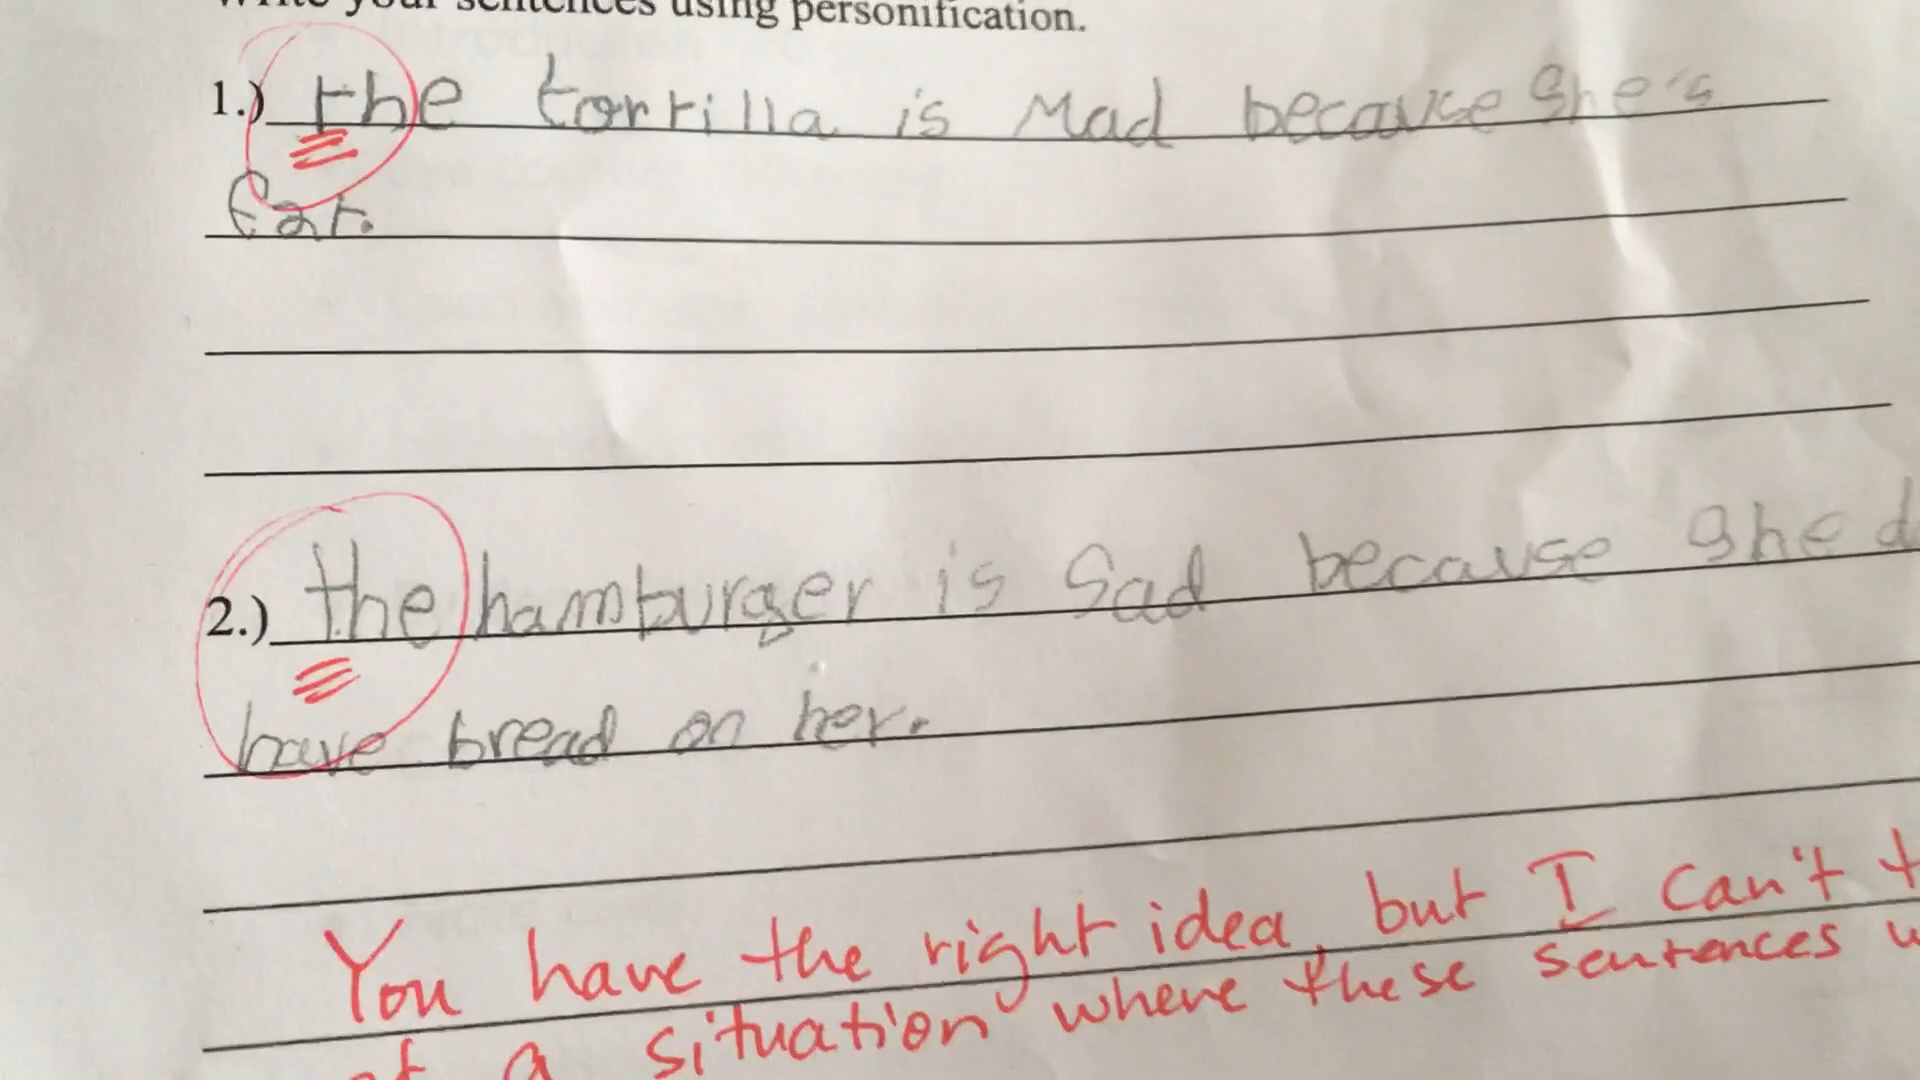 Write your sentences using personification.
1.) the tortilla is Mad because She's
fat.
2.) the hamburger is Sad because She d
have bread on her.
You have the right idea, but I can't t
of a situation where these sentences w